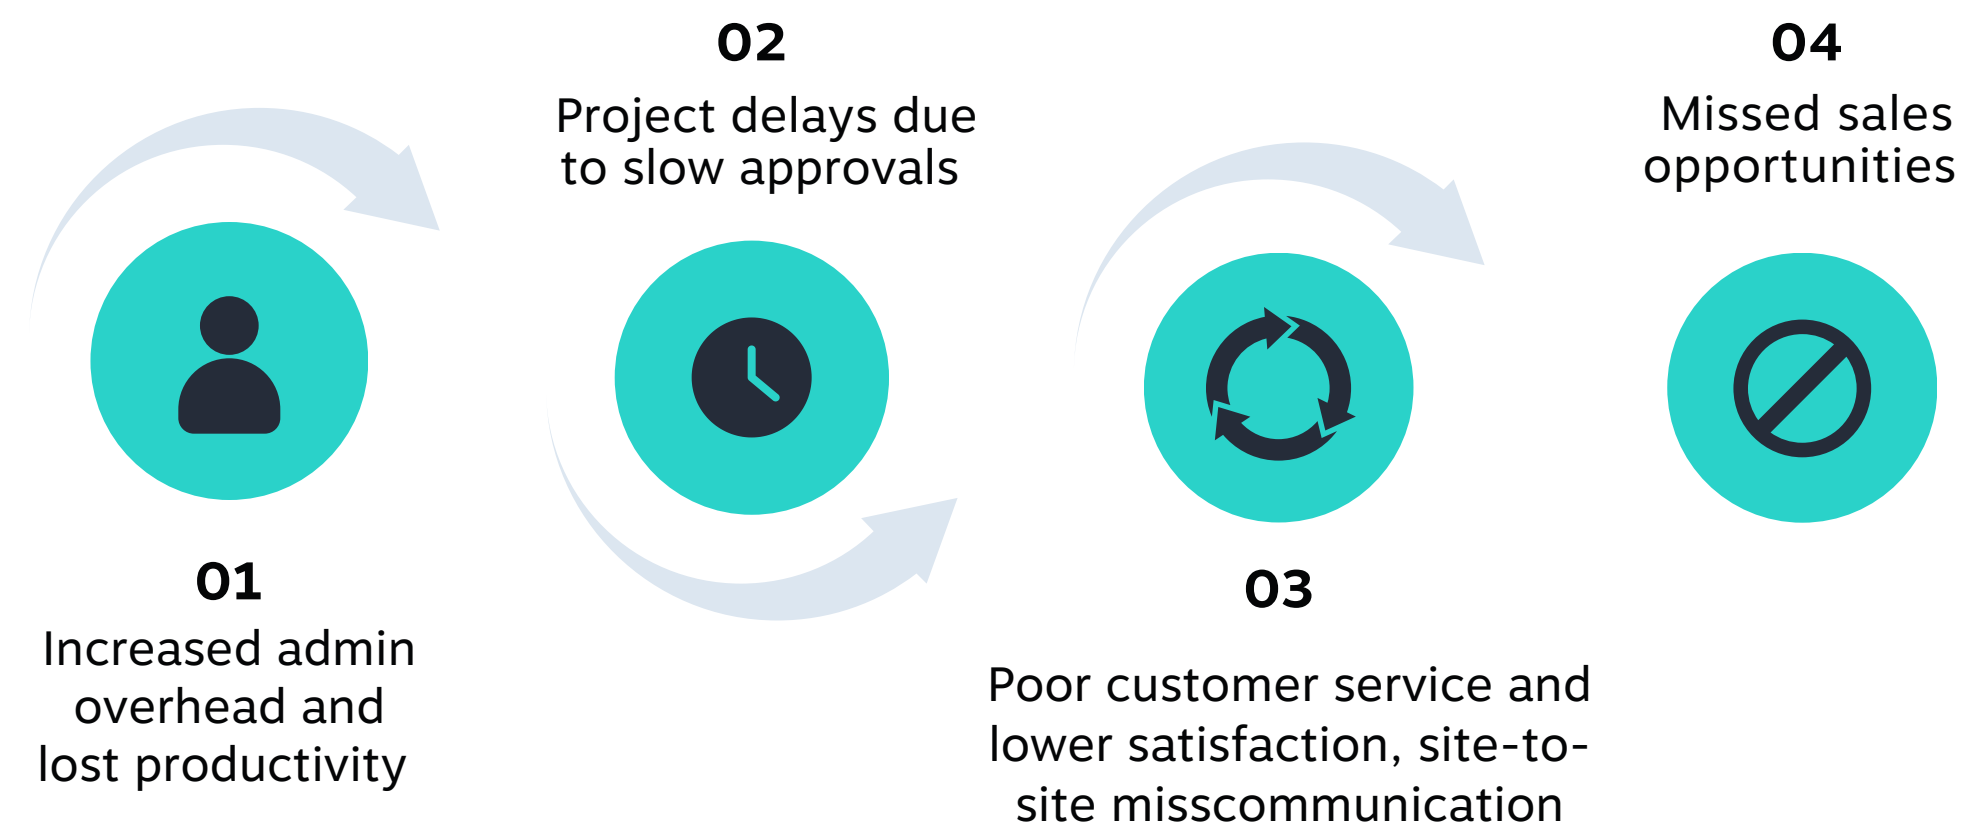 01
Increased admin
overhead and
lost productivity
02
Project delays due
to slow approvals
03
Poor customer service and
lower satisfaction, site-to-
site misscommunication
04
Missed sales
opportunities